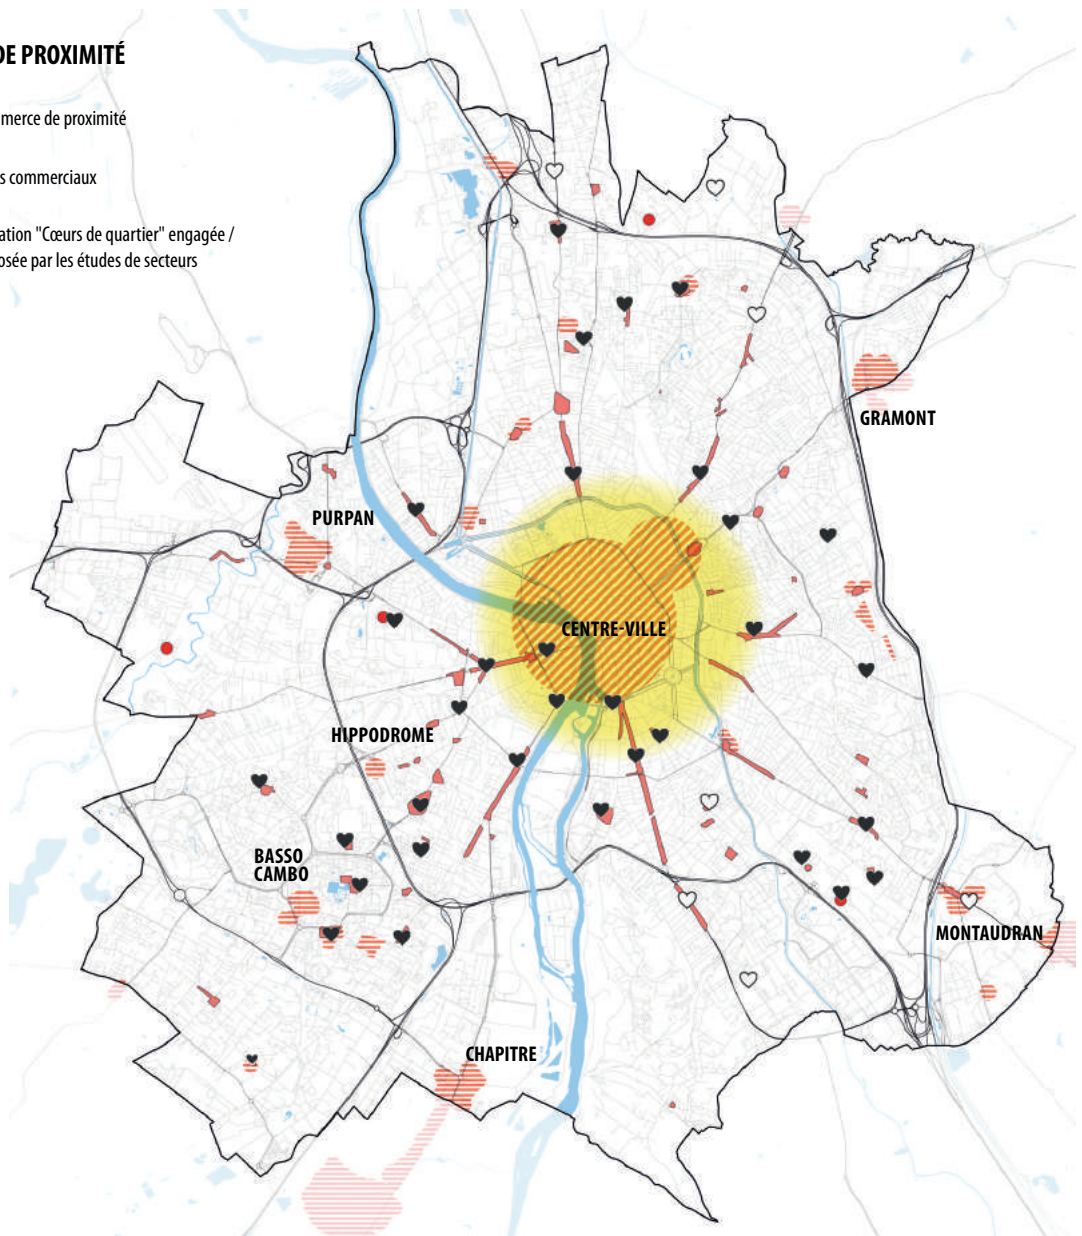 DE PROXIMITÉ
merce de proximité
s commerciaux
ation "Cœurs de quartier" engagée /
osée par les études de secteurs
GRAMONT
PURPAN
CENTRE-VILLE
HIPPODROME
BASSO
CAMBO
MONTAUDRAN
CHAPITRE